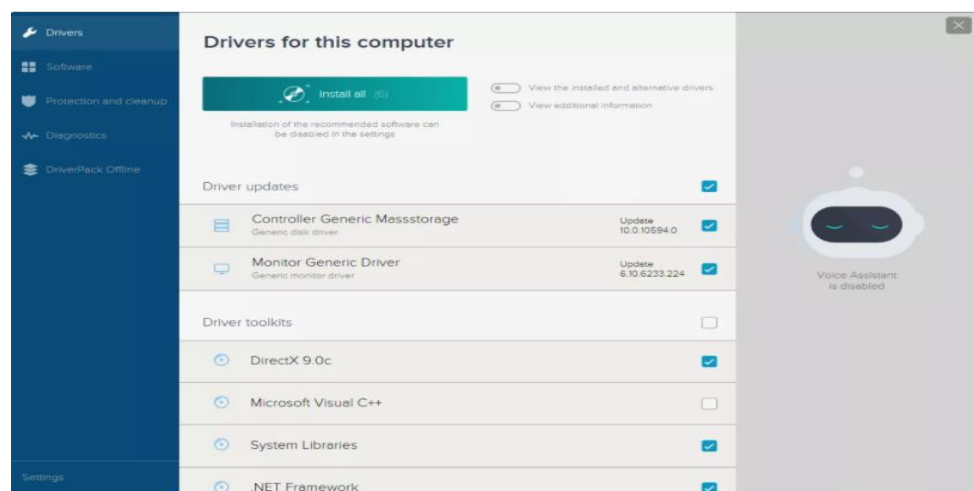 Drivers
Software
Protection and cleanup
Diagnostics
DriverPack Offline
Settings
Drivers for this computer
Install all (6)
Installation of the recommended software can
be disabled in the settings
View the installed and alternative drivers
View additional information
Driver updates
Controller Generic Massstorage
Generic disk driver
Update
10.0.10594.0
Monitor Generic Driver
Generic monitor driver
Update
6.10.6233.224
Driver toolkits
DirectX 9.0c
Microsoft Visual C++
System Libraries
.NET Framework
Voice Assistant
is disabled